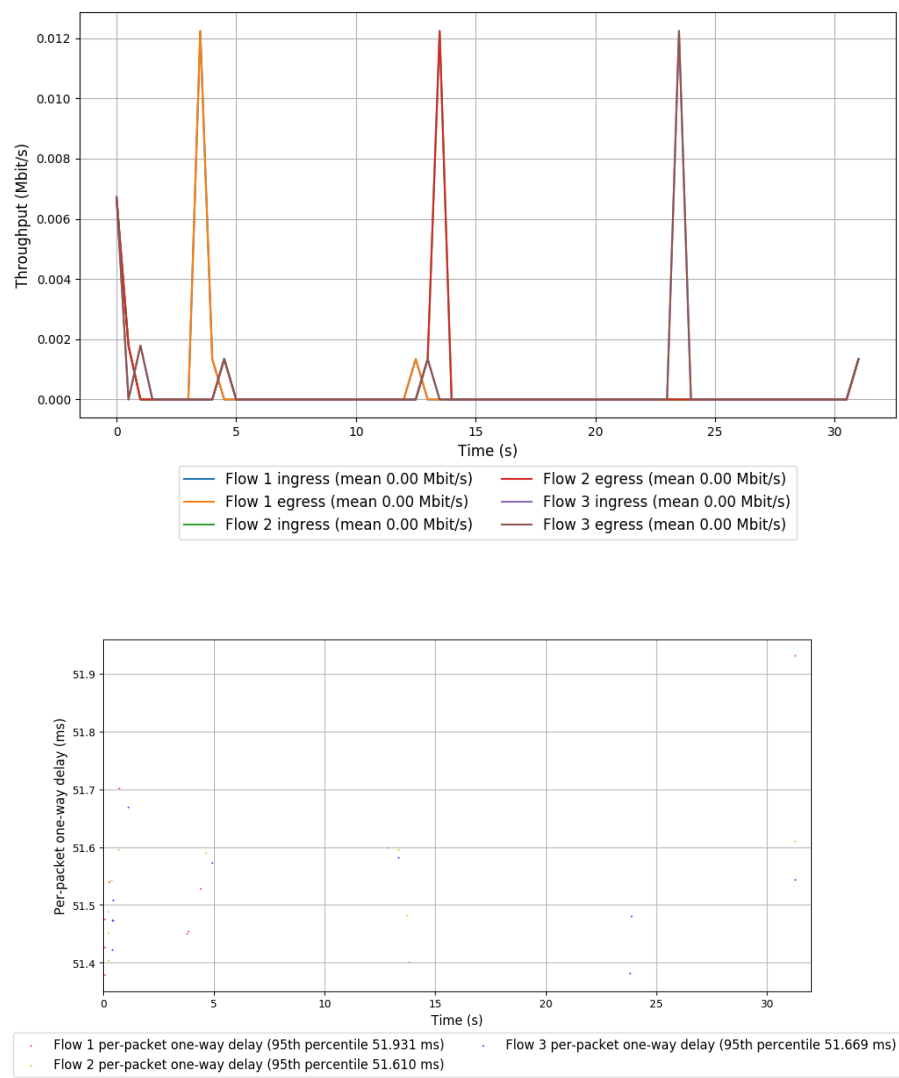 0.012
0.010
0.008
0.006
0.004
0.002
0.000
Throughput (Mbit/s)
0 5 10 15 20 25 30
Time (s)
Flow 1 ingress (mean 0.00 Mbit/s) Flow 2 egress (mean 0.00 Mbit/s)
Flow 1 egress (mean 0.00 Mbit/s) Flow 3 ingress (mean 0.00 Mbit/s)
Flow 2 ingress (mean 0.00 Mbit/s) Flow 3 egress (mean 0.00 Mbit/s)
51.9
51.8
51.7
51.6
51.5
51.4
Per-packet one-way delay (ms)
0 5 10 15 20 25 30
Time (s)
Flow 1 per-packet one-way delay (95th percentile 51.931 ms) Flow 3 per-packet one-way delay (95th percentile 51.669 ms)
Flow 2 per-packet one-way delay (95th percentile 51.610 ms)